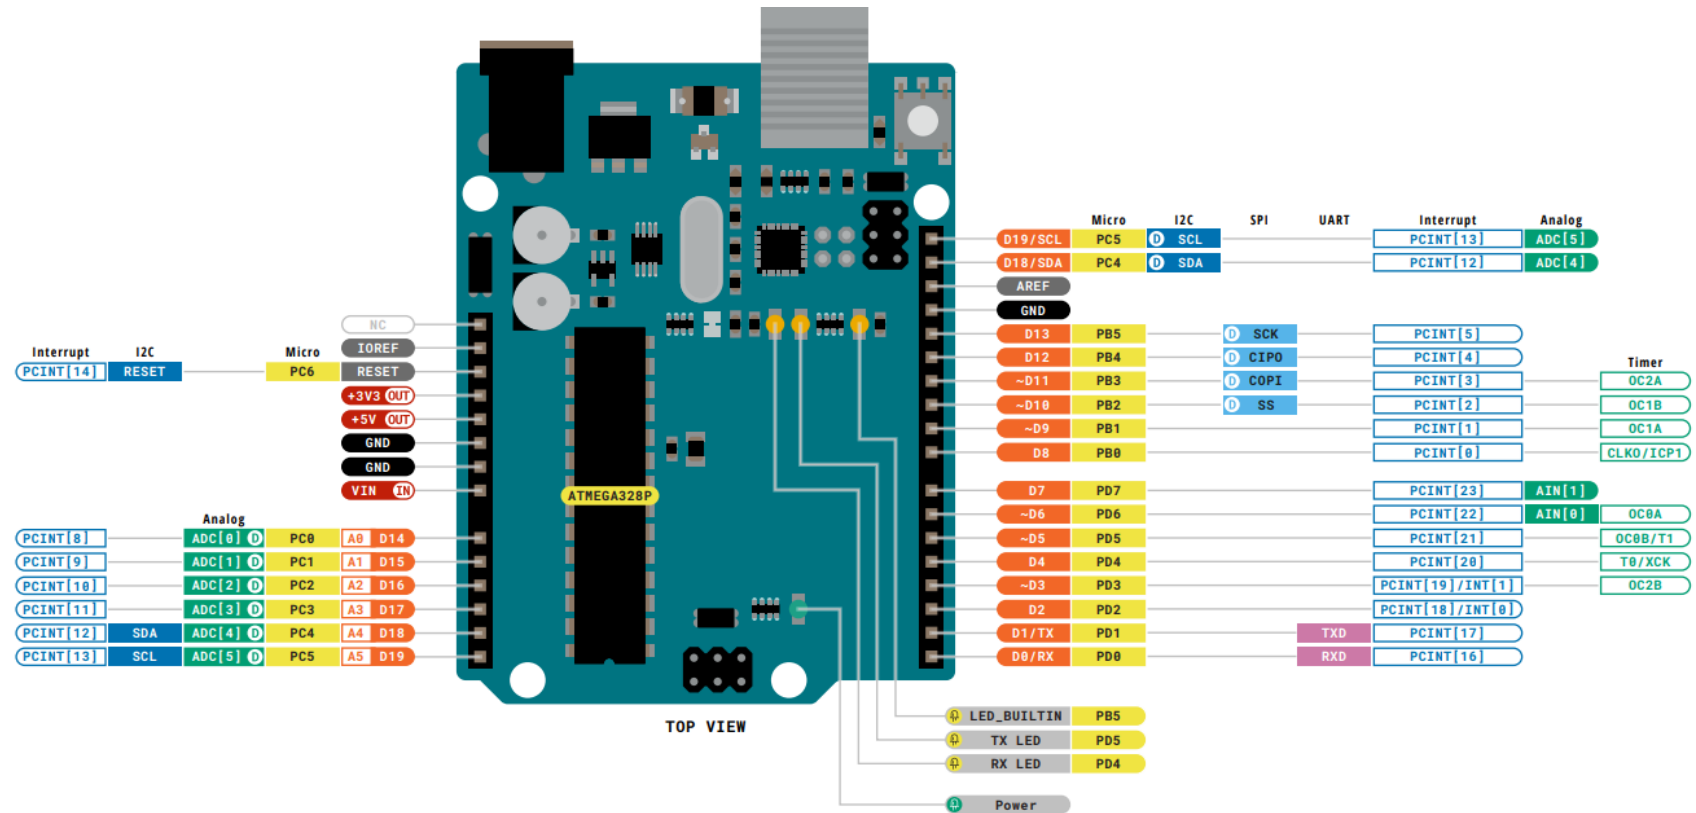 Micro I2C SPI UART Interrupt Analog
D19/SCL PC5 D SCL PCINT[13] ADC[5]
D18/SDA PC4 D SDA PCINT[12] ADC[4]
AREF
GND
NC
D13 PB5 D SCK PCINT[5]
IOREF
Interrupt I2C Micro
D12 PB4 D CIPO PCINT[4]
Timer
PCINT[14] RESET PC6 RESET
~D11 PB3 D COPI PCINT[3] OC2A
+3V3 OUT
~D10 PB2 D SS PCINT[2] OC1B
+5V OUT
~D9 PB1 PCINT[1] OC1A
GND
D8 PB0 PCINT[0] CLKO/ICP1
GND
VIN IN
D7 PD7 PCINT[23] AIN[1]
ATMEGA328P
~D6 PD6 PCINT[22] AIN[0] OC0A
Analog
PCINT[8] ADC[0] D PC0 A0 D14
~D5 PD5 PCINT[21] OC0B/T1
PCINT[9] ADC[1] D PC1 A1 D15
D4 PD4 PCINT[20] T0/XCK
PCINT[10] ADC[2] D PC2 A2 D16
~D3 PD3 PCINT[19]/INT[1] OC2B
PCINT[11] ADC[3] D PC3 A3 D17
D2 PD2 PCINT[18]/INT[0]
PCINT[12] SDA ADC[4] D PC4 A4 D18
D1/TX PD1 TXD PCINT[17]
PCINT[13] SCL ADC[5] D PC5 A5 D19
D0/RX PD0 RXD PCINT[16]
TOP VIEW
LED_BUILTIN PB5
TX LED PD5
RX LED PD4
Power